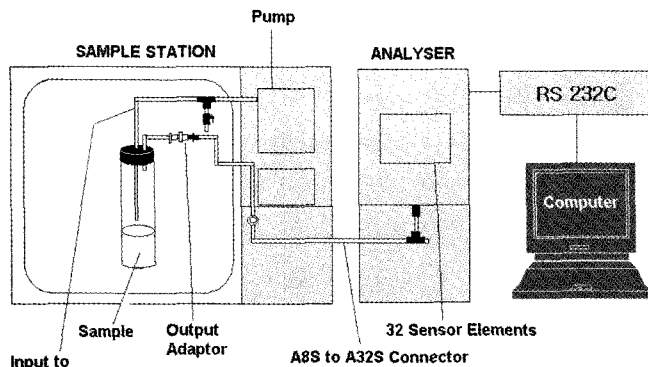 Pump
SAMPLE STATION
ANALYSER
RS 232C
Computer
Sample
Output
Adaptor
32 Sensor Elements
Input to
A8S to A32S Connector